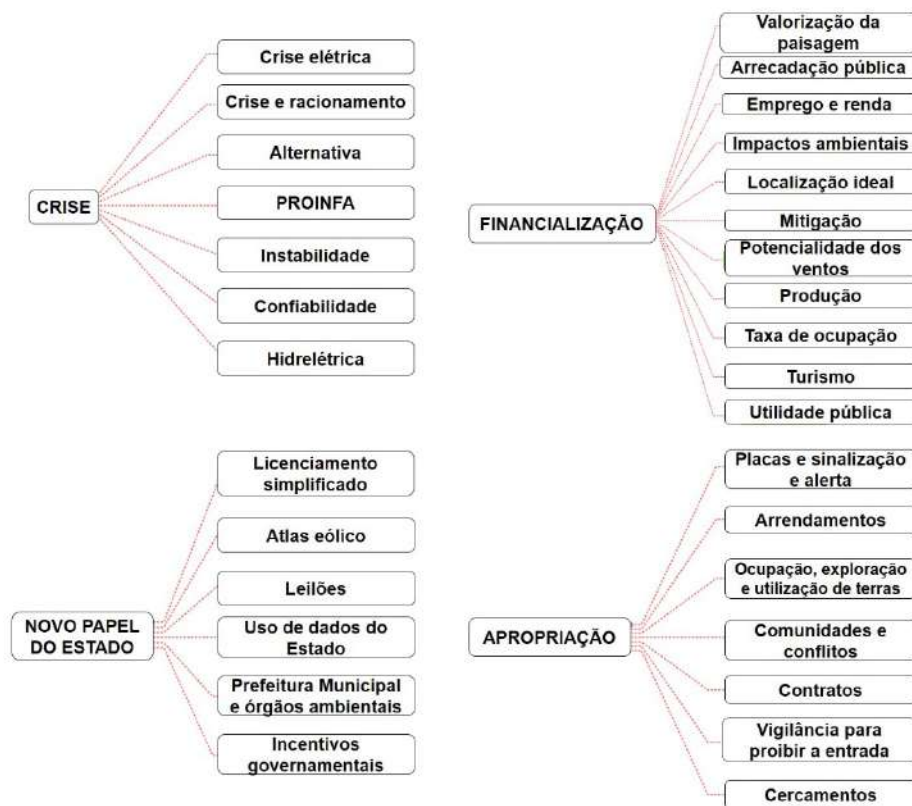 CRISE
Crise elétrica
Crise e racionamento
Alternativa
PROINFA
Instabilidade
Confiabilidade
Hidrelétrica
FINANCIALIZAÇÃO
Valorização da
paisagem
Arrecadação pública
Emprego e renda
Impactos ambientais
Localização ideal
Mitigação
Potencialidade dos
ventos
Produção
Taxa de ocupação
Turismo
Utilidade pública
NOVO PAPEL
DO ESTADO
Licenciamento
simplificado
Atlas eólico
Leilões
Uso de dados do
Estado
Prefeitura Municipal
e órgãos ambientais
Incentivos
governamentais
APROPRIAÇÃO
Placas e sinalização
e alerta
Arrendamentos
Ocupação, exploração
e utilização de terras
Comunidades e
conflitos
Contratos
Vigilância para
proibir a entrada
Cercamentos